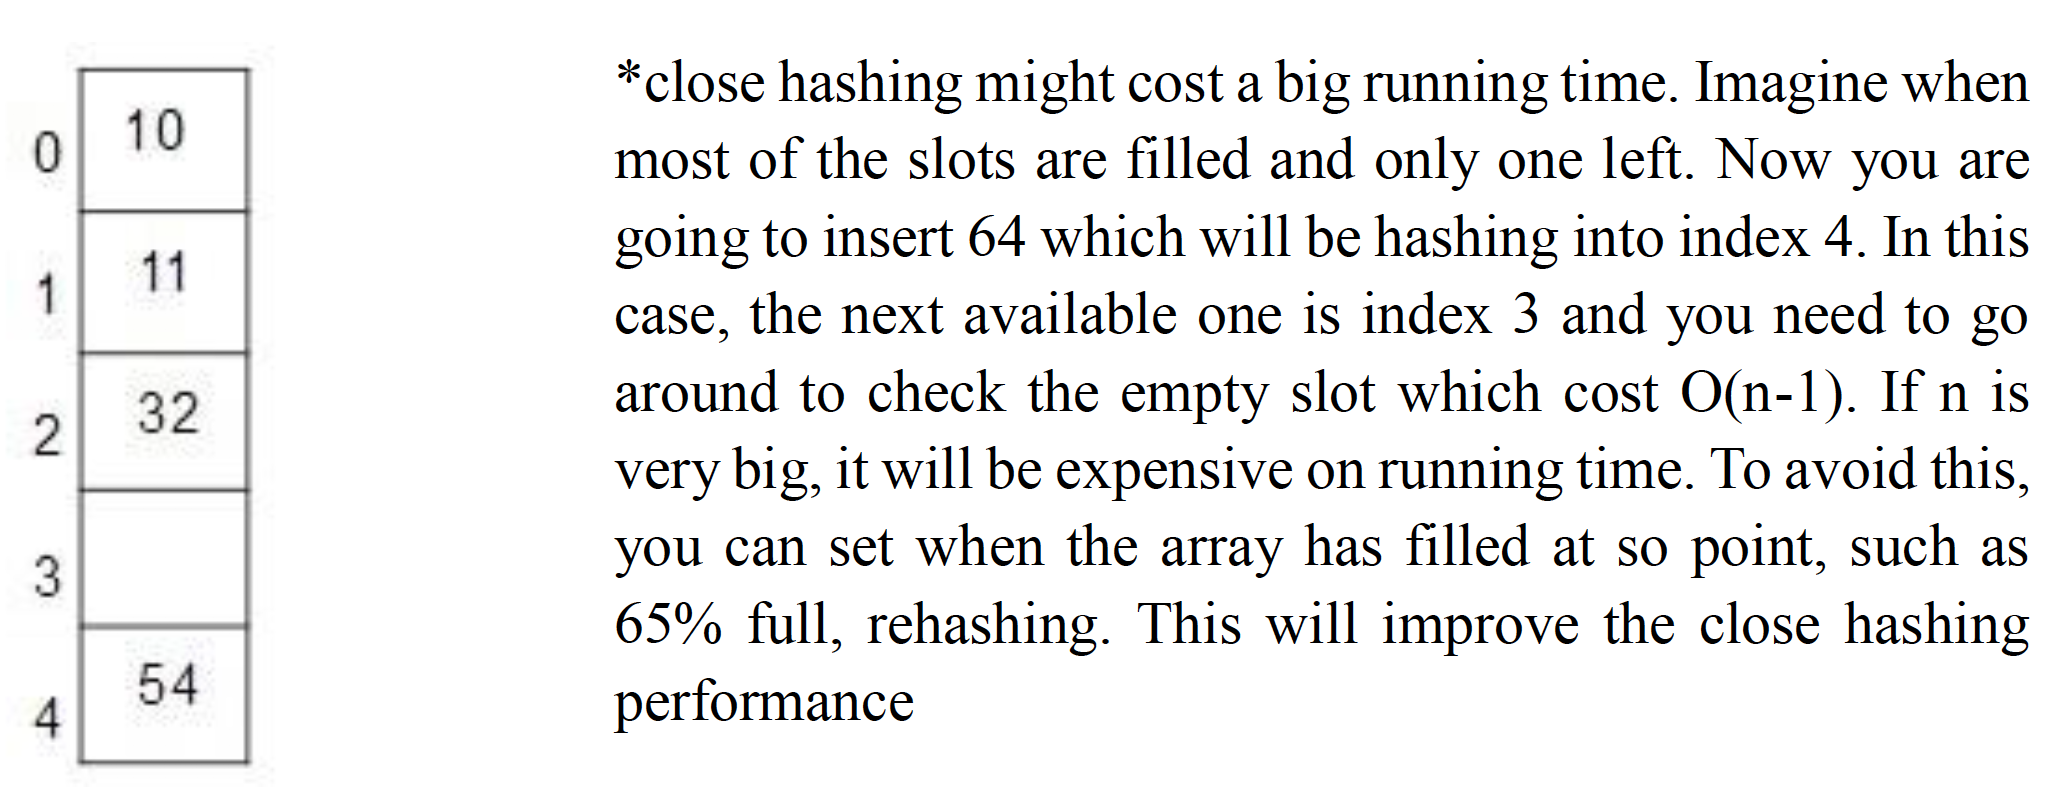 0 10
1 11
2 32
3
4 54
*close hashing might cost a big running time. Imagine when
most of the slots are filled and only one left. Now you are
going to insert 64 which will be hashing into index 4. In this
case, the next available one is index 3 and you need to go
around to check the empty slot which cost O(n-1). If n is
very big, it will be expensive on running time. To avoid this,
you can set when the array has filled at so point, such as
65% full, rehashing. This will improve the close hashing
performance